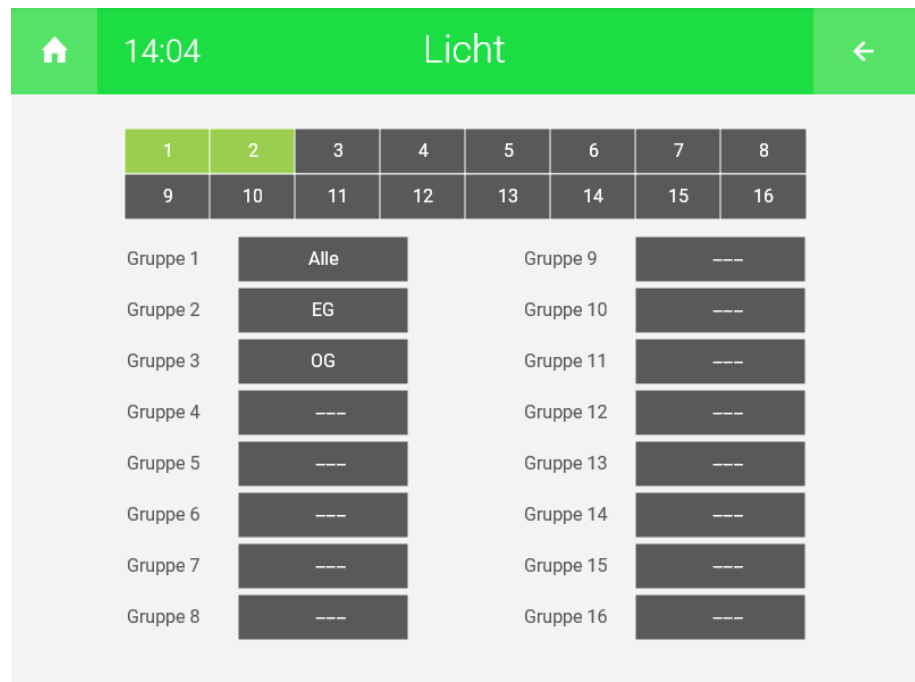 14:04 Licht
1 2 3 4 5 6 7 8
9 10 11 12 13 14 15 16
Gruppe 1 Alle Gruppe 9 ---
Gruppe 2 EG Gruppe 10 ---
Gruppe 3 OG Gruppe 11 ---
Gruppe 4 --- Gruppe 12 ---
Gruppe 5 --- Gruppe 13 ---
Gruppe 6 --- Gruppe 14 ---
Gruppe 7 --- Gruppe 15 ---
Gruppe 8 --- Gruppe 16 ---